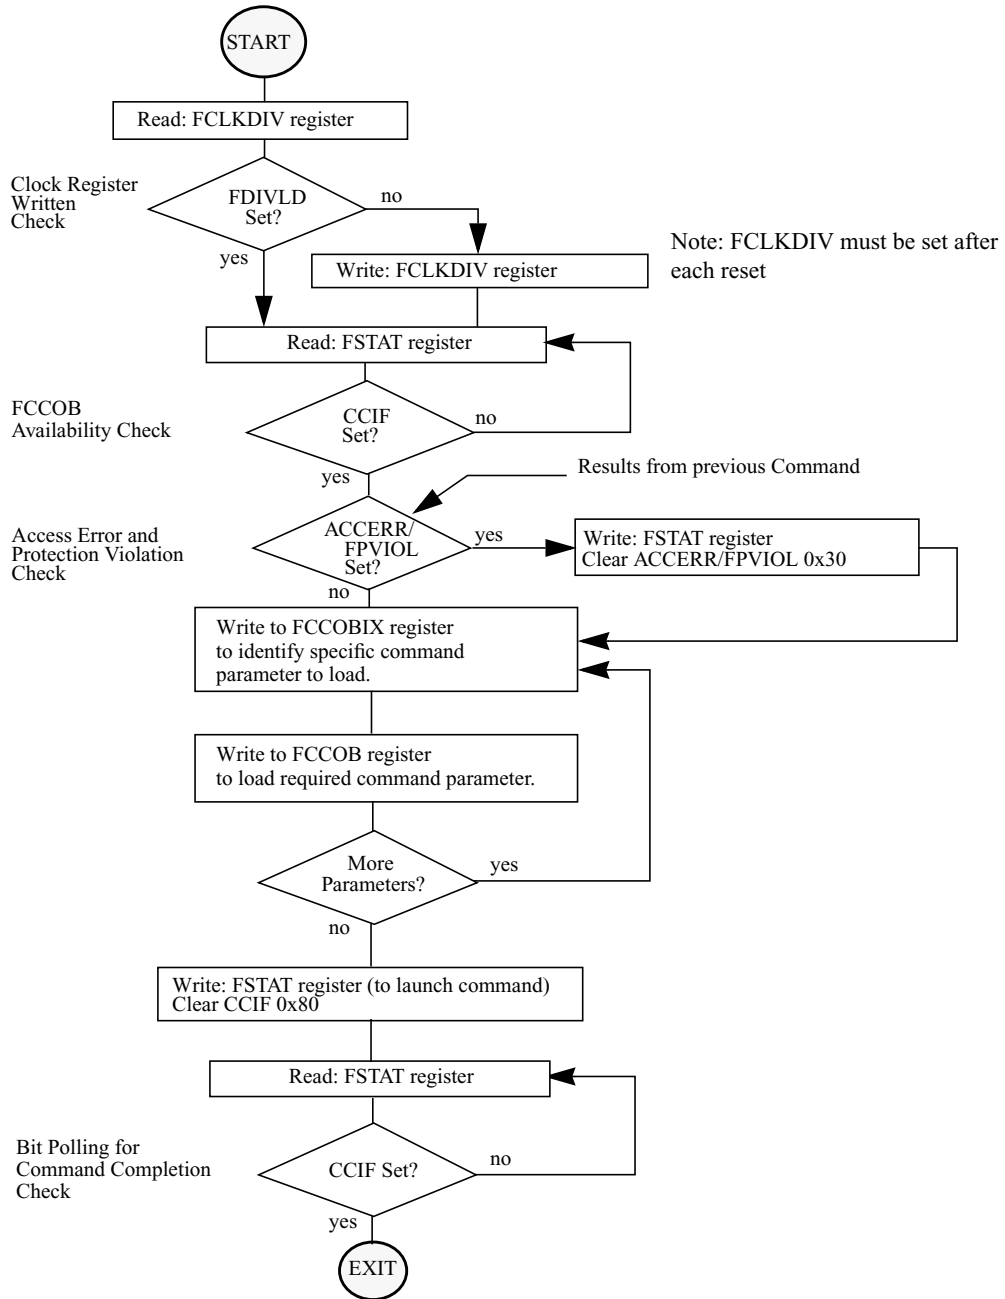 START
Read: FCLKDIV register
Clock Register
Written
Check
FDIVLD
Set?
no
yes
Note: FCLKDIV must be set after
each reset
Write: FCLKDIV register
Read: FSTAT register
FCCOB
Availability Check
CCIF
Set?
no
yes
Results from previous Command
Access Error and
Protection Violation
Check
ACCERR/
FPVIOL
Set?
yes
no
Write: FSTAT register
Clear ACCERR/FPVIOL 0x30
Write to FCCOBIX register
to identify specific command
parameter to load.
Write to FCCOB register
to load required command parameter.
More
Parameters?
yes
no
Write: FSTAT register (to launch command)
Clear CCIF 0x80
Read: FSTAT register
Bit Polling for
Command Completion
Check
CCIF Set?
no
yes
EXIT